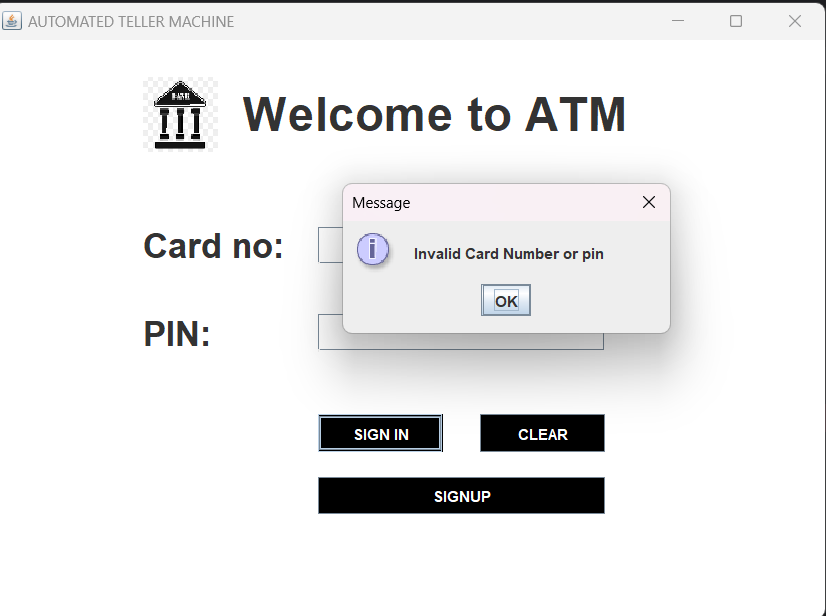 AUTOMATED TELLER MACHINE
BANK
Welcome to ATM
Message
Invalid Card Number or pin
OK
Card no:
PIN:
SIGN IN
CLEAR
SIGNUP